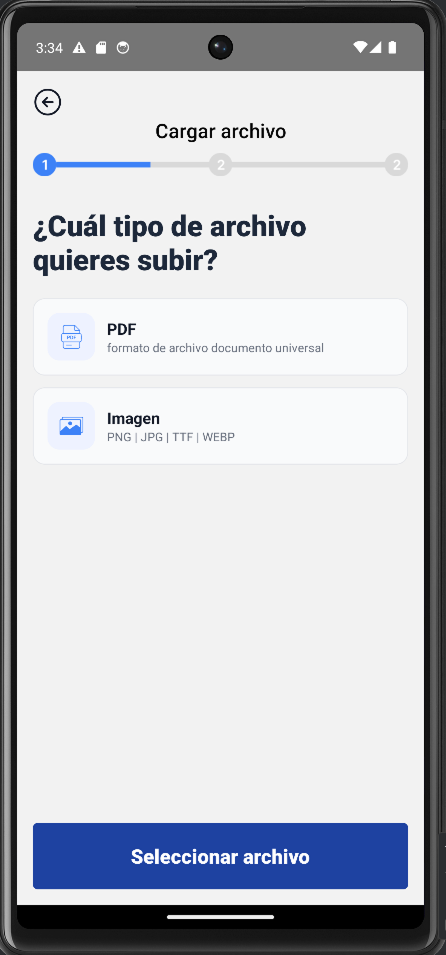 3:34
Cargar archivo
1
2
2
¿Cuál tipo de archivo
quieres subir?
PDF
PDF
formato de archivo documento universal
Imagen
PNG | JPG | TTF | WEBP
Seleccionar archivo